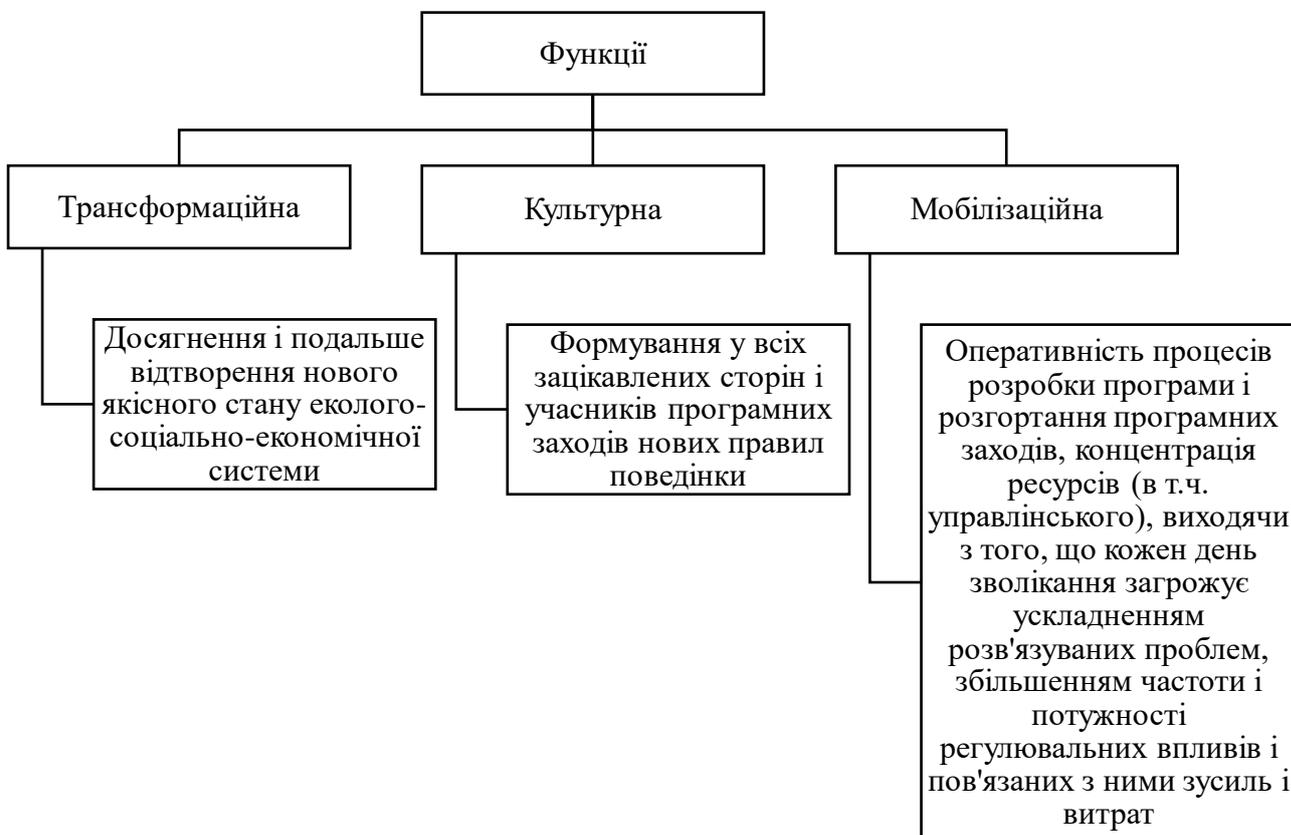 Функції
Трансформаційна
Культурна
Мобілізаційна
Досягнення і подальше
відтворення нового
якісного стану еколого-
соціально-економічної
системи
Формування у всіх
зацікавлених сторін і
учасників програмних
заходів нових правил
поведінки
Оперативність процесів
розробки програми і
розгортання програмних
заходів, концентрація
ресурсів (в т.ч.
управлінського), виходячи
з того, що кожен день
зволікання загрожує
ускладненням
розв'язуваних проблем,
збільшенням частоти і
потужності
регулювальних впливів і
пов'язаних з ними зусиль і
витрат